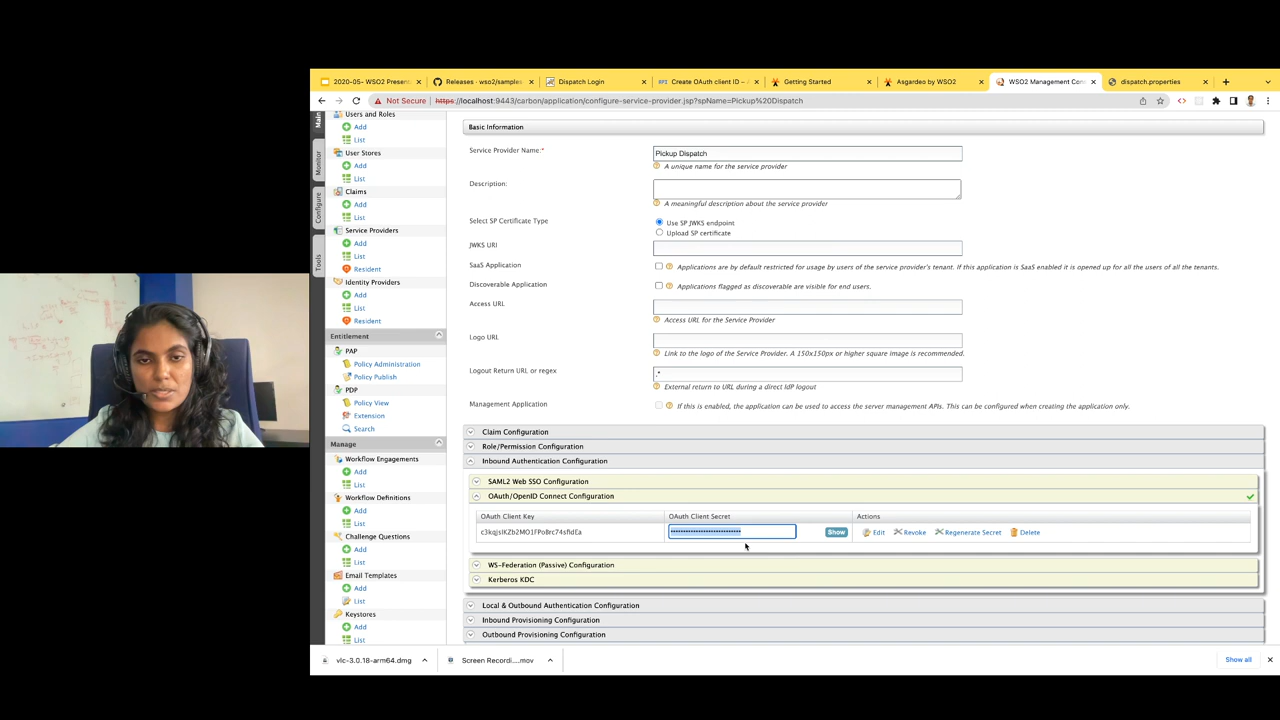 2020-05- WSO2 Present
Releases · wso2/samples
Dispatch Login
Create OAuth client ID –
Getting Started
Asgardeo by WSO2
WSO2 Management Con
dispatch.properties
Not Secure
https://localhost:9443/carbon/application/configure-service-provider.jsp?spName=Pickup%20Dispatch
Main
Monitor
Configure
Tools
Users and Roles
Add
List
User Stores
Add
List
Claims
Add
List
Service Providers
Add
List
Resident
Identity Providers
Add
List
Resident
Entitlement
PAP
Policy Administration
Policy Publish
PDP
Policy View
Extension
Search
Manage
Workflow Engagements
Add
List
Workflow Definitions
Add
List
Challenge Questions
Add
List
Email Templates
Add
List
Keystores
Add
List
Basic Information
Service Provider Name:*
Pickup Dispatch
A unique name for the service provider
Description:
A meaningful description about the service provider
Select SP Certificate Type
Use SP JWKS endpoint
Upload SP certificate
JWKS URI
SaaS Application
Applications are by default restricted for usage by users of the service provider's tenant. If this application is SaaS enabled it is opened up for all the users of all the tenants.
Discoverable Application
Applications flagged as discoverable are visible for end users.
Access URL
Access URL for the Service Provider
Logo URL
Link to the logo of the Service Provider. A 150x150px or higher square image is recommended.
Logout Return URL or regex
.*
External return to URL during a direct IdP logout
Management Application
If this is enabled, the application can be used to access the server management APIs. This can be configured when creating the application only.
Claim Configuration
Role/Permission Configuration
Inbound Authentication Configuration
SAML2 Web SSO Configuration
OAuth/OpenID Connect Configuration
OAuth Client Key
OAuth Client Secret
Actions
Show
Edit
Revoke
Regenerate Secret
Delete
WS-Federation (Passive) Configuration
Kerberos KDC
Local & Outbound Authentication Configuration
Inbound Provisioning Configuration
Outbound Provisioning Configuration
vlc-3.0.18-arm64.dmg
Screen Recordi....mov
Show all